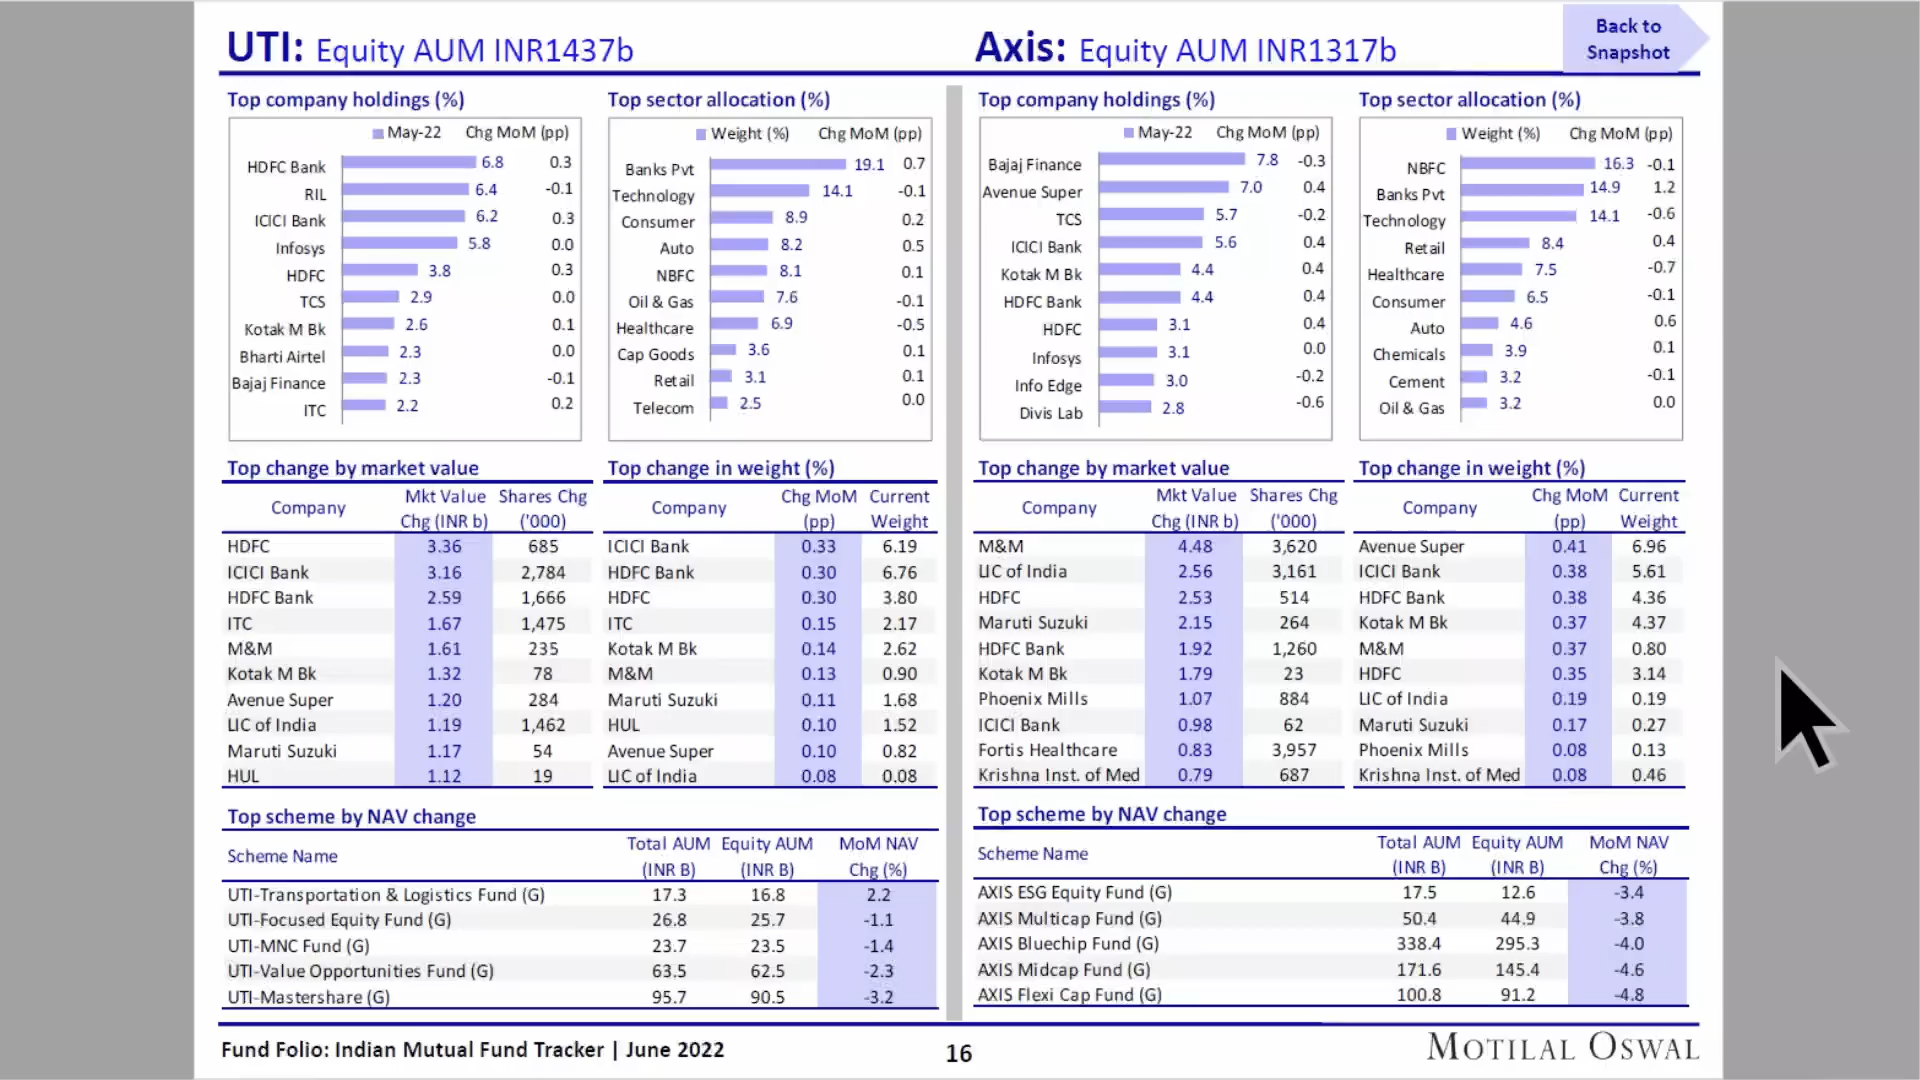 UTI: Equity AUM INR1437b
Axis: Equity AUM INR1317b
Back to
Snapshot
Top company holdings (%)
May-22 Chg MoM (pp)
HDFC Bank 6.8 0.3
RIL 6.4 -0.1
ICICI Bank 6.2 0.3
Infosys 5.8 0.0
HDFC 3.8 0.3
TCS 2.9 0.0
Kotak M Bk 2.6 0.1
Bharti Airtel 2.3 0.0
Bajaj Finance 2.3 -0.1
ITC 2.2 0.2
Top sector allocation (%)
Weight (%) Chg MoM (pp)
Banks Pvt 19.1 0.7
Technology 14.1 -0.1
Consumer 8.9 0.2
Auto 8.2 0.5
NBFC 8.1 0.1
Oil & Gas 7.6 -0.1
Healthcare 6.9 -0.5
Cap Goods 3.6 0.1
Retail 3.1 0.1
Telecom 2.5 0.0
Top company holdings (%)
May-22 Chg MoM (pp)
Bajaj Finance 7.8 -0.3
Avenue Super 7.0 0.4
TCS 5.7 -0.2
ICICI Bank 5.6 0.4
Kotak M Bk 4.4 0.4
HDFC Bank 4.4 0.4
HDFC 3.1 0.4
Infosys 3.1 0.0
Info Edge 3.0 -0.2
Divis Lab 2.8 -0.6
Top sector allocation (%)
Weight (%) Chg MoM (pp)
NBFC 16.3 -0.1
Banks Pvt 14.9 1.2
Technology 14.1 -0.6
Retail 8.4 0.4
Healthcare 7.5 -0.7
Consumer 6.5 -0.1
Auto 4.6 0.6
Chemicals 3.9 0.1
Cement 3.2 -0.1
Oil & Gas 3.2 0.0
Top change by market value
Company Mkt Value Chg (INR b) Shares Chg ('000)
HDFC 3.36 685
ICICI Bank 3.16 2,784
HDFC Bank 2.59 1,666
ITC 1.67 1,475
M&M 1.61 235
Kotak M Bk 1.32 78
Avenue Super 1.20 284
LIC of India 1.19 1,462
Maruti Suzuki 1.17 54
HUL 1.12 19
Top change in weight (%)
Company Chg MoM (pp) Current Weight
ICICI Bank 0.33 6.19
HDFC Bank 0.30 6.76
HDFC 0.30 3.80
ITC 0.15 2.17
Kotak M Bk 0.14 2.62
M&M 0.13 0.90
Maruti Suzuki 0.11 1.68
HUL 0.10 1.52
Avenue Super 0.10 0.82
LIC of India 0.08 0.08
Top change by market value
Company Mkt Value Chg (INR b) Shares Chg ('000)
M&M 4.48 3,620
LIC of India 2.56 3,161
HDFC 2.53 514
Maruti Suzuki 2.15 264
HDFC Bank 1.92 1,260
Kotak M Bk 1.79 23
Phoenix Mills 1.07 884
ICICI Bank 0.98 62
Fortis Healthcare 0.83 3,957
Krishna Inst. of Med 0.79 687
Top change in weight (%)
Company Chg MoM (pp) Current Weight
Avenue Super 0.41 6.96
ICICI Bank 0.38 5.61
HDFC Bank 0.38 4.36
Kotak M Bk 0.37 4.37
M&M 0.37 0.80
HDFC 0.35 3.14
LIC of India 0.19 0.19
Maruti Suzuki 0.17 0.27
Phoenix Mills 0.08 0.13
Krishna Inst. of Med 0.08 0.46
Top scheme by NAV change
Scheme Name Total AUM (INR B) Equity AUM (INR B) MoM NAV Chg (%)
UTI-Transportation & Logistics Fund (G) 17.3 16.8 2.2
UTI-Focused Equity Fund (G) 26.8 25.7 -1.1
UTI-MNC Fund (G) 23.7 23.5 -1.4
UTI-Value Opportunities Fund (G) 63.5 62.5 -2.3
UTI-Mastershare (G) 95.7 90.5 -3.2
Top scheme by NAV change
Scheme Name Total AUM (INR B) Equity AUM (INR B) MoM NAV Chg (%)
AXIS ESG Equity Fund (G) 17.5 12.6 -3.4
AXIS Multicap Fund (G) 50.4 44.9 -3.8
AXIS Bluechip Fund (G) 338.4 295.3 -4.0
AXIS Midcap Fund (G) 171.6 145.4 -4.6
AXIS Flexi Cap Fund (G) 100.8 91.2 -4.8
Fund Folio: Indian Mutual Fund Tracker | June 2022
16
MOTILAL OSWAL